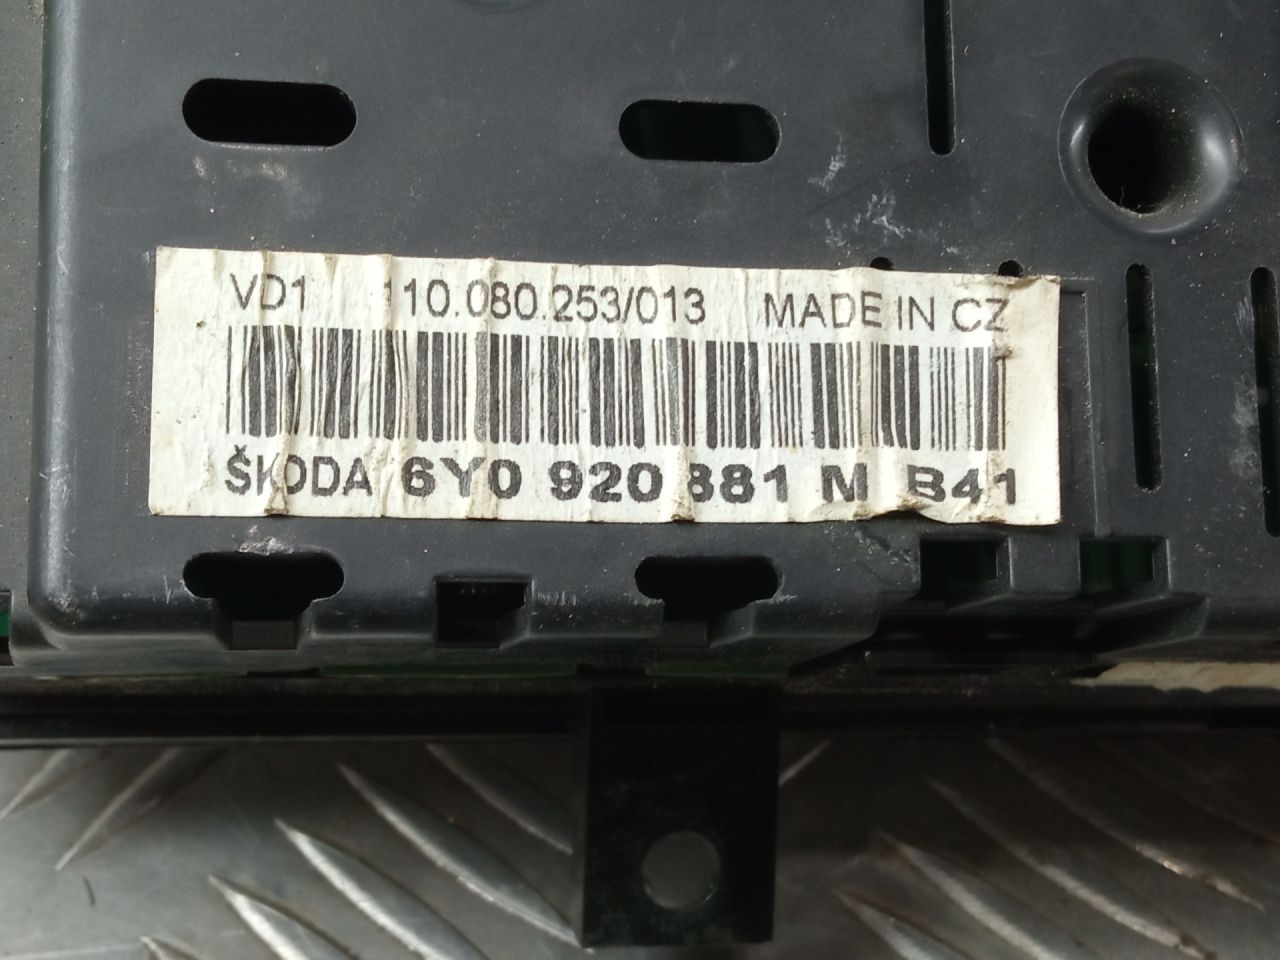 VD1 110.080.253/013 MADE IN CZ
ŠKODA 6Y0 920 881 M B41